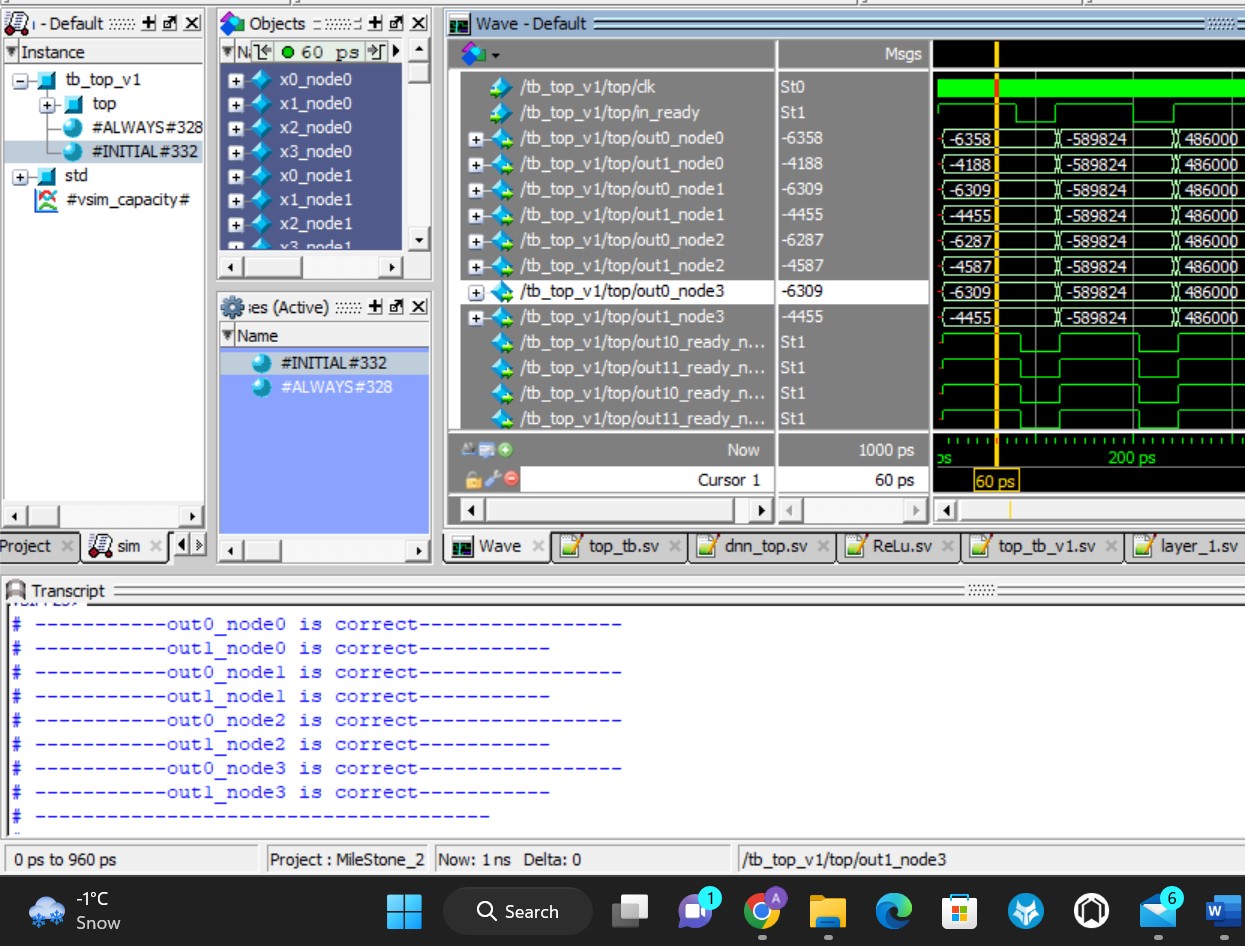 - Default
Instance
tb_top_v1
top
#ALWAYS#328
#INITIAL#332
std
#vsim_capacity#
Objects
60 ps
x0_node0
x1_node0
x2_node0
x3_node0
x0_node1
x1_node1
x2_node1
x3_node1
(Active)
Name
#INITIAL#332
#ALWAYS#328
Wave - Default
Msgs
/tb_top_v1/top/clk St0
/tb_top_v1/top/in_ready St1
/tb_top_v1/top/out0_node0 -6358 -6358 -589824 486000
/tb_top_v1/top/out1_node0 -4188 -4188 -589824 486000
/tb_top_v1/top/out0_node1 -6309 -6309 -589824 486000
/tb_top_v1/top/out1_node1 -4455 -4455 -589824 486000
/tb_top_v1/top/out0_node2 -6287 -6287 -589824 486000
/tb_top_v1/top/out1_node2 -4587 -4587 -589824 486000
/tb_top_v1/top/out0_node3 -6309 -6309 -589824 486000
/tb_top_v1/top/out1_node3 -4455 -4455 -589824 486000
/tb_top_v1/top/out10_ready_n... St1
/tb_top_v1/top/out11_ready_n... St1
/tb_top_v1/top/out10_ready_n... St1
/tb_top_v1/top/out11_ready_n... St1
Now 1000 ps ps 200 ps
Cursor 1 60 ps 60 ps
Project sim
Wave top_tb.sv dnn_top.sv ReLu.sv top_tb_v1.sv layer_1.sv
Transcript
# -----------out0_node0 is correct-----------------
# -----------out1_node0 is correct-----------
# -----------out0_node1 is correct-----------------
# -----------out1_node1 is correct-----------
# -----------out0_node2 is correct-----------------
# -----------out1_node2 is correct-----------
# -----------out0_node3 is correct-----------------
# -----------out1_node3 is correct-----------
# --------------------------------------
0 ps to 960 ps Project : MileStone_2 Now: 1 ns Delta: 0 /tb_top_v1/top/out1_node3
-1°C
Snow
Search
1
A
6
W